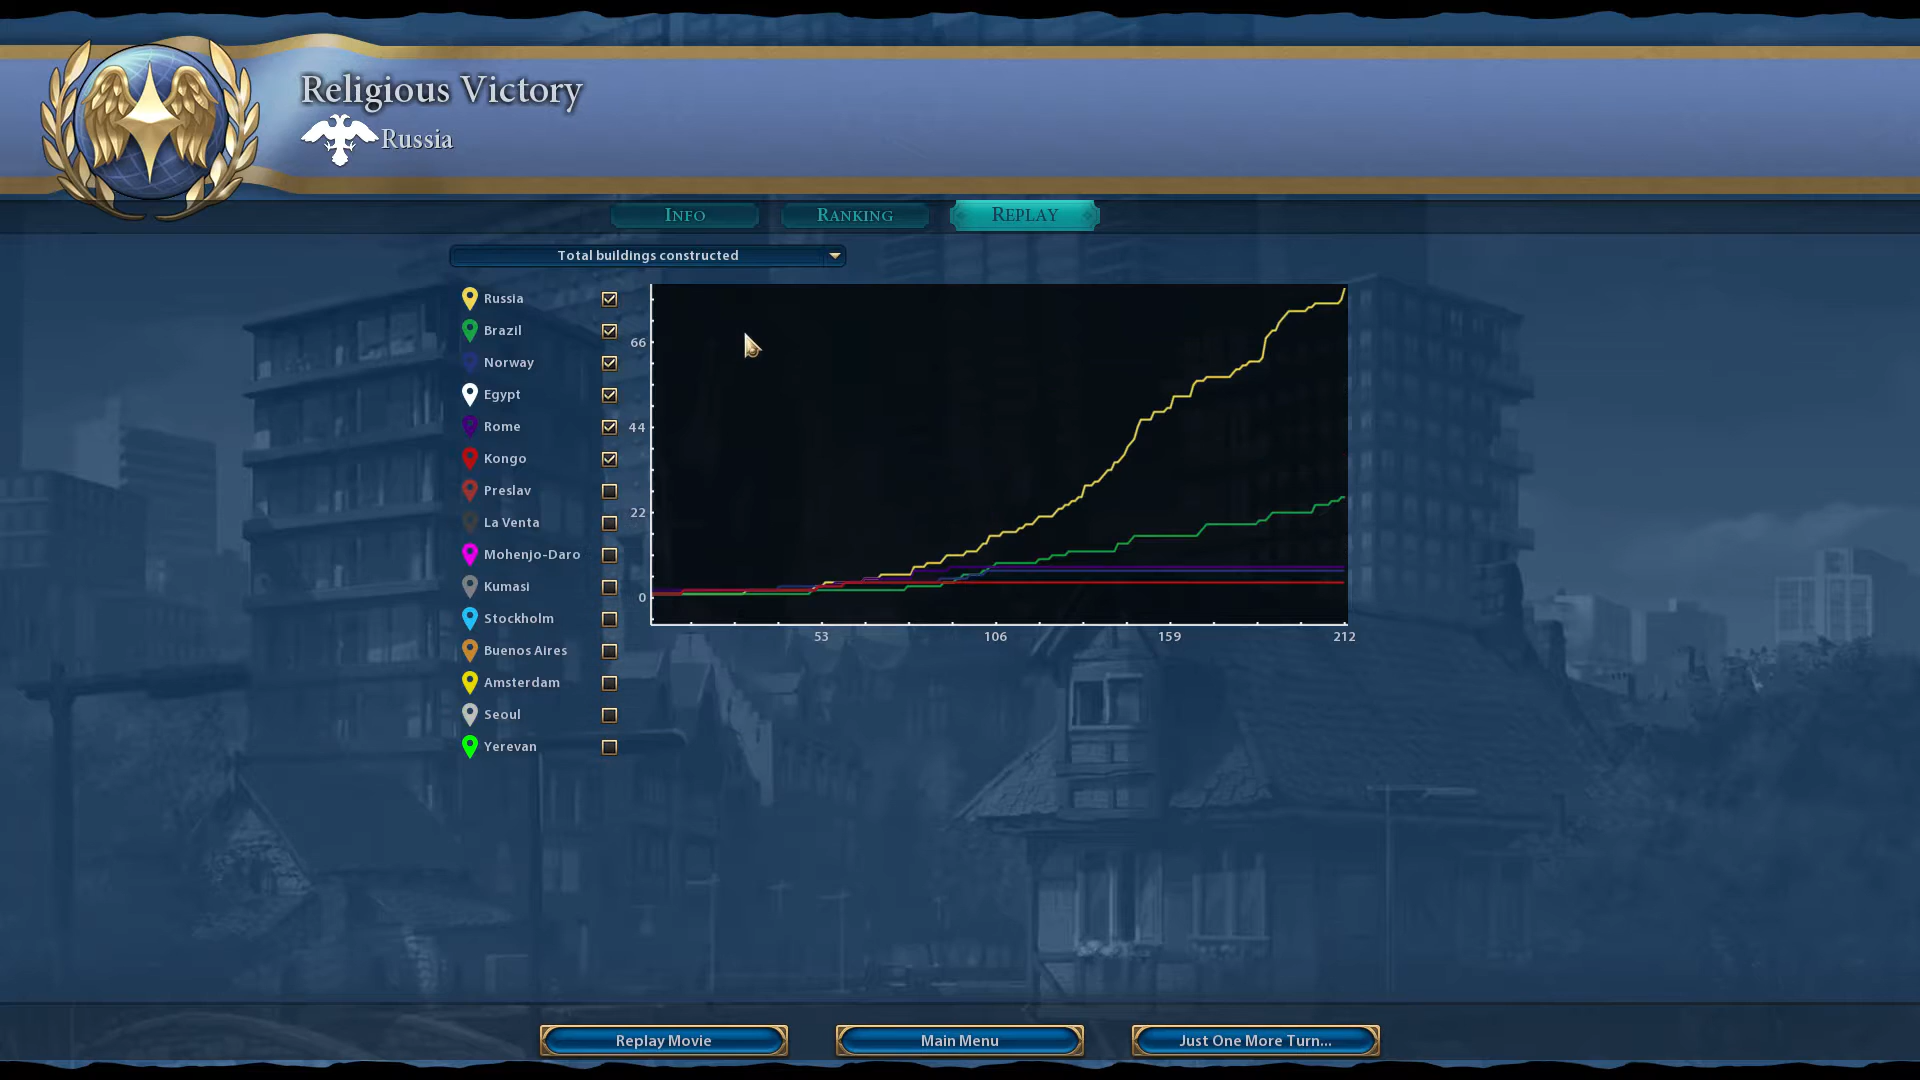 Religious Victory
Russia
INFO
RANKING
REPLAY
Total buildings constructed
Russia
Brazil
Norway
Egypt
Rome
Kongo
Preslav
La Venta
Mohenjo-Daro
Kumasi
Stockholm
Buenos Aires
Amsterdam
Seoul
Yerevan
66
44
22
0
53
106
159
212
Replay Movie
Main Menu
Just One More Turn...